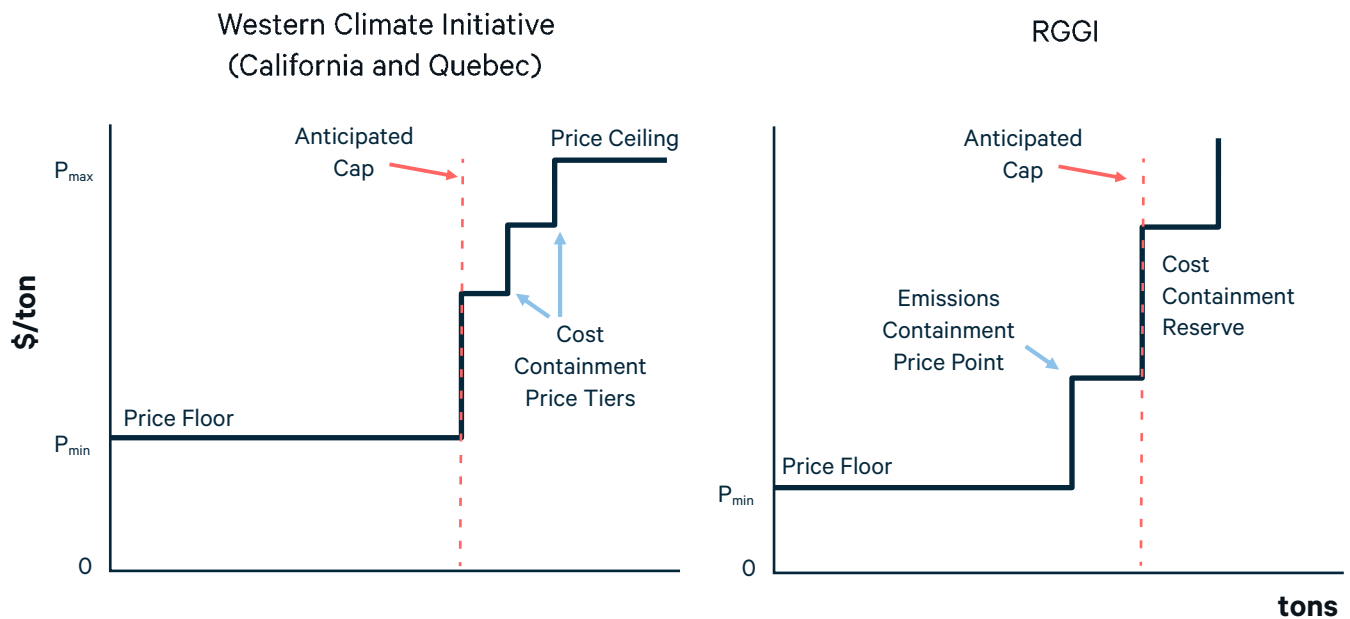 Western Climate Initiative
(California and Quebec)
RGGI
Anticipated
Cap
Price Ceiling
Pmax
$/ton
Cost
Containment
Price Tiers
Price Floor
Pmin
0
Anticipated
Cap
Cost
Containment
Reserve
Emissions
Containment
Price Point
Price Floor
Pmin
0
tons